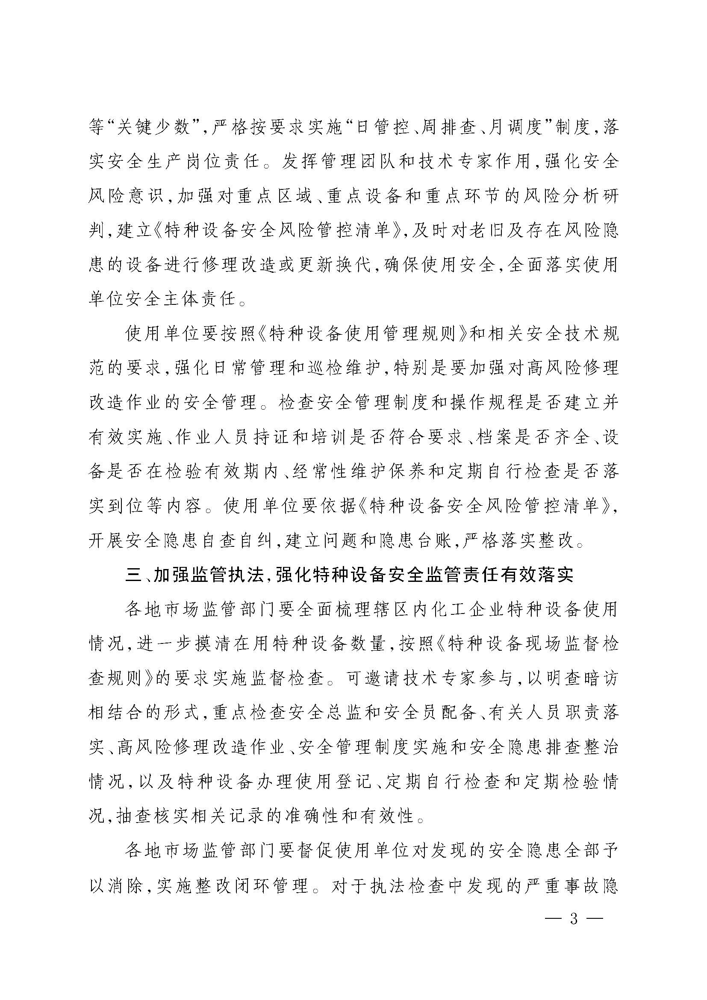 等“关键少数”,严格按要求实施“日管控、周排查、月调度”制度,落
实安全生产岗位责任。发挥管理团队和技术专家作用,强化安全
风险意识,加强对重点区域、重点设备和重点环节的风险分析研
判,建立《特种设备安全风险管控清单》,及时对老旧及存在风险隐
患的设备进行修理改造或更新换代,确保使用安全,全面落实使用
单位安全主体责任。
使用单位要按照《特种设备使用管理规则》和相关安全技术规
范的要求,强化日常管理和巡检维护,特别是要加强对高风险修理
改造作业的安全管理。检查安全管理制度和操作规程是否建立并
有效实施、作业人员持证和培训是否符合要求、档案是否齐全、设
备是否在检验有效期内、经常性维护保养和定期自行检查是否落
实到位等内容。使用单位要依据《特种设备安全风险管控清单》,
开展安全隐患自查自纠,建立问题和隐患台账,严格落实整改。
三、加强监管执法,强化特种设备安全监管责任有效落实
各地市场监管部门要全面梳理辖区内化工企业特种设备使用
情况,进一步摸清在用特种设备数量,按照《特种设备现场监督检
查规则》的要求实施监督检查。可邀请技术专家参与,以明查暗访
相结合的形式,重点检查安全总监和安全员配备、有关人员职责落
实、高风险修理改造作业、安全管理制度实施和安全隐患排查整治
情况,以及特种设备办理使用登记、定期自行检查和定期检验情
况,抽查核实相关记录的准确性和有效性。
各地市场监管部门要督促使用单位对发现的安全隐患全部予
以消除,实施整改闭环管理。对于执法检查中发现的严重事故隐
— 3 —